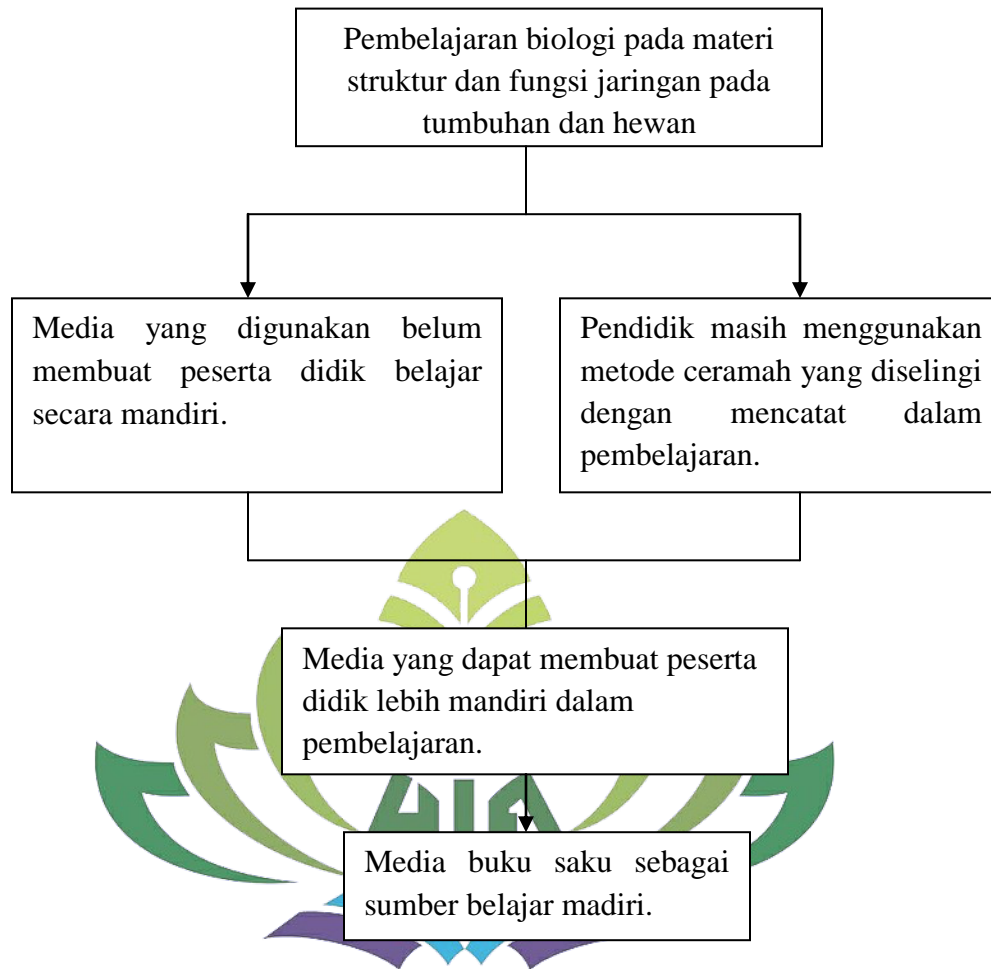 Pembelajaran biologi pada materi
struktur dan fungsi jaringan pada
tumbuhan dan hewan
Media yang digunakan belum
membuat peserta didik belajar
secara mandiri.
Pendidik masih menggunakan
metode ceramah yang diselingi
dengan mencatat dalam
pembelajaran.
Media yang dapat membuat peserta
didik lebih mandiri dalam
pembelajaran.
Media buku saku sebagai
sumber belajar madiri.